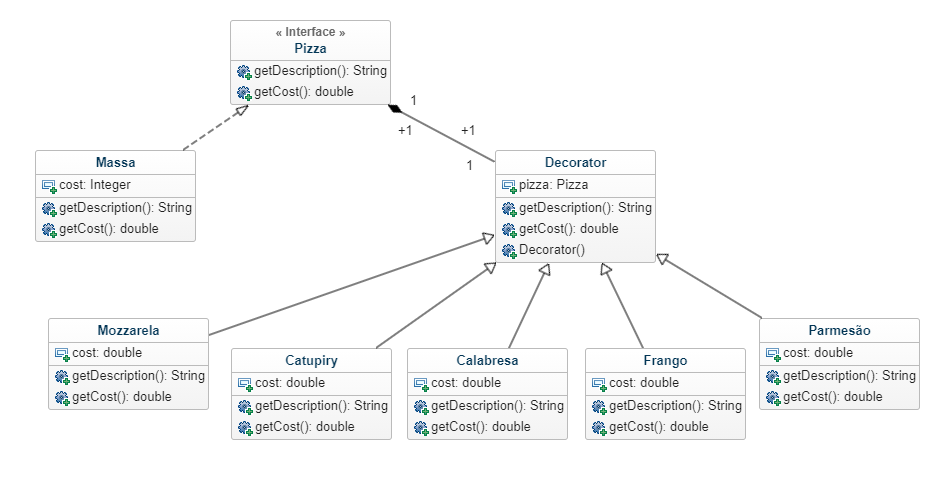 « Interface »
Pizza
getDescription(): String
getCost(): double
1
+1
+1
1
Massa
cost: Integer
getDescription(): String
getCost(): double
Decorator
pizza: Pizza
getDescription(): String
getCost(): double
Decorator()
Mozzarela
cost: double
getDescription(): String
getCost(): double
Catupiry
cost: double
getDescription(): String
getCost(): double
Calabresa
cost: double
getDescription(): String
getCost(): double
Frango
cost: double
getDescription(): String
getCost(): double
Parmesão
cost: double
getDescription(): String
getCost(): double